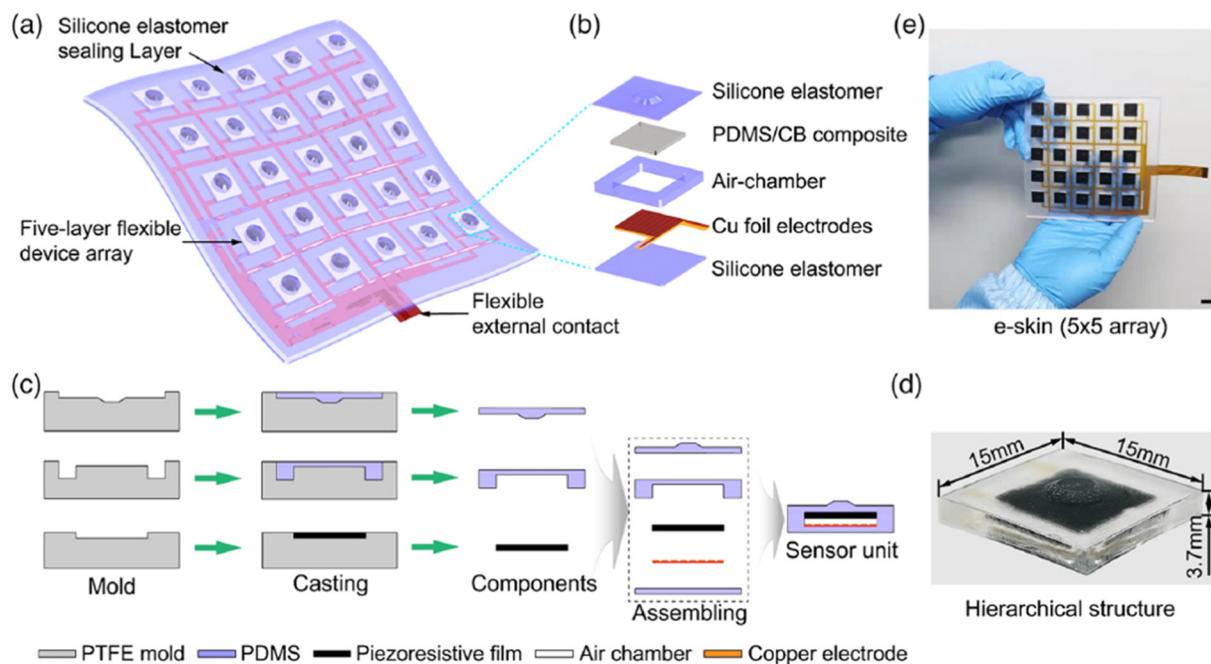 (a)
Silicone elastomer
sealing Layer
Five-layer flexible
device array
Flexible
external contact
(b)
Silicone elastomer
PDMS/CB composite
Air-chamber
Cu foil electrodes
Silicone elastomer
(e)
e-skin (5x5 array)
(c)
Mold
Casting
Components
Assembling
Sensor unit
(d)
15mm
15mm
3.7mm
Hierarchical structure
PTFE mold
PDMS
Piezoresistive film
Air chamber
Copper electrode